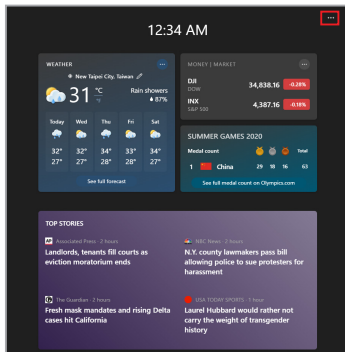 12:34 AM
WEATHER
New Taipei City, Taiwan
31 °C
Rain showers
87%
Today Wed Thu Fri Sat
32° 32° 34° 33° 34°
27° 27° 28° 28° 27°
See full forecast
MONEY | MARKET
DJI 34,838.16 -0.28%
DOW
INX 4,387.16 -0.18%
S&P 500
SUMMER GAMES 2020
Medal count Total
1 China 29 18 16 63
See full medal count on Olympics.com
TOP STORIES
Associated Press · 2 hours
Landlords, tenants fill courts as
eviction moratorium ends
NBC News · 2 hours
N.Y. county lawmakers pass bill
allowing police to sue protesters for
harassment
The Guardian · 2 hours
Fresh mask mandates and rising Delta
cases hit California
USA TODAY SPORTS · 1 hour
Laurel Hubbard would rather not
carry the weight of transgender
history